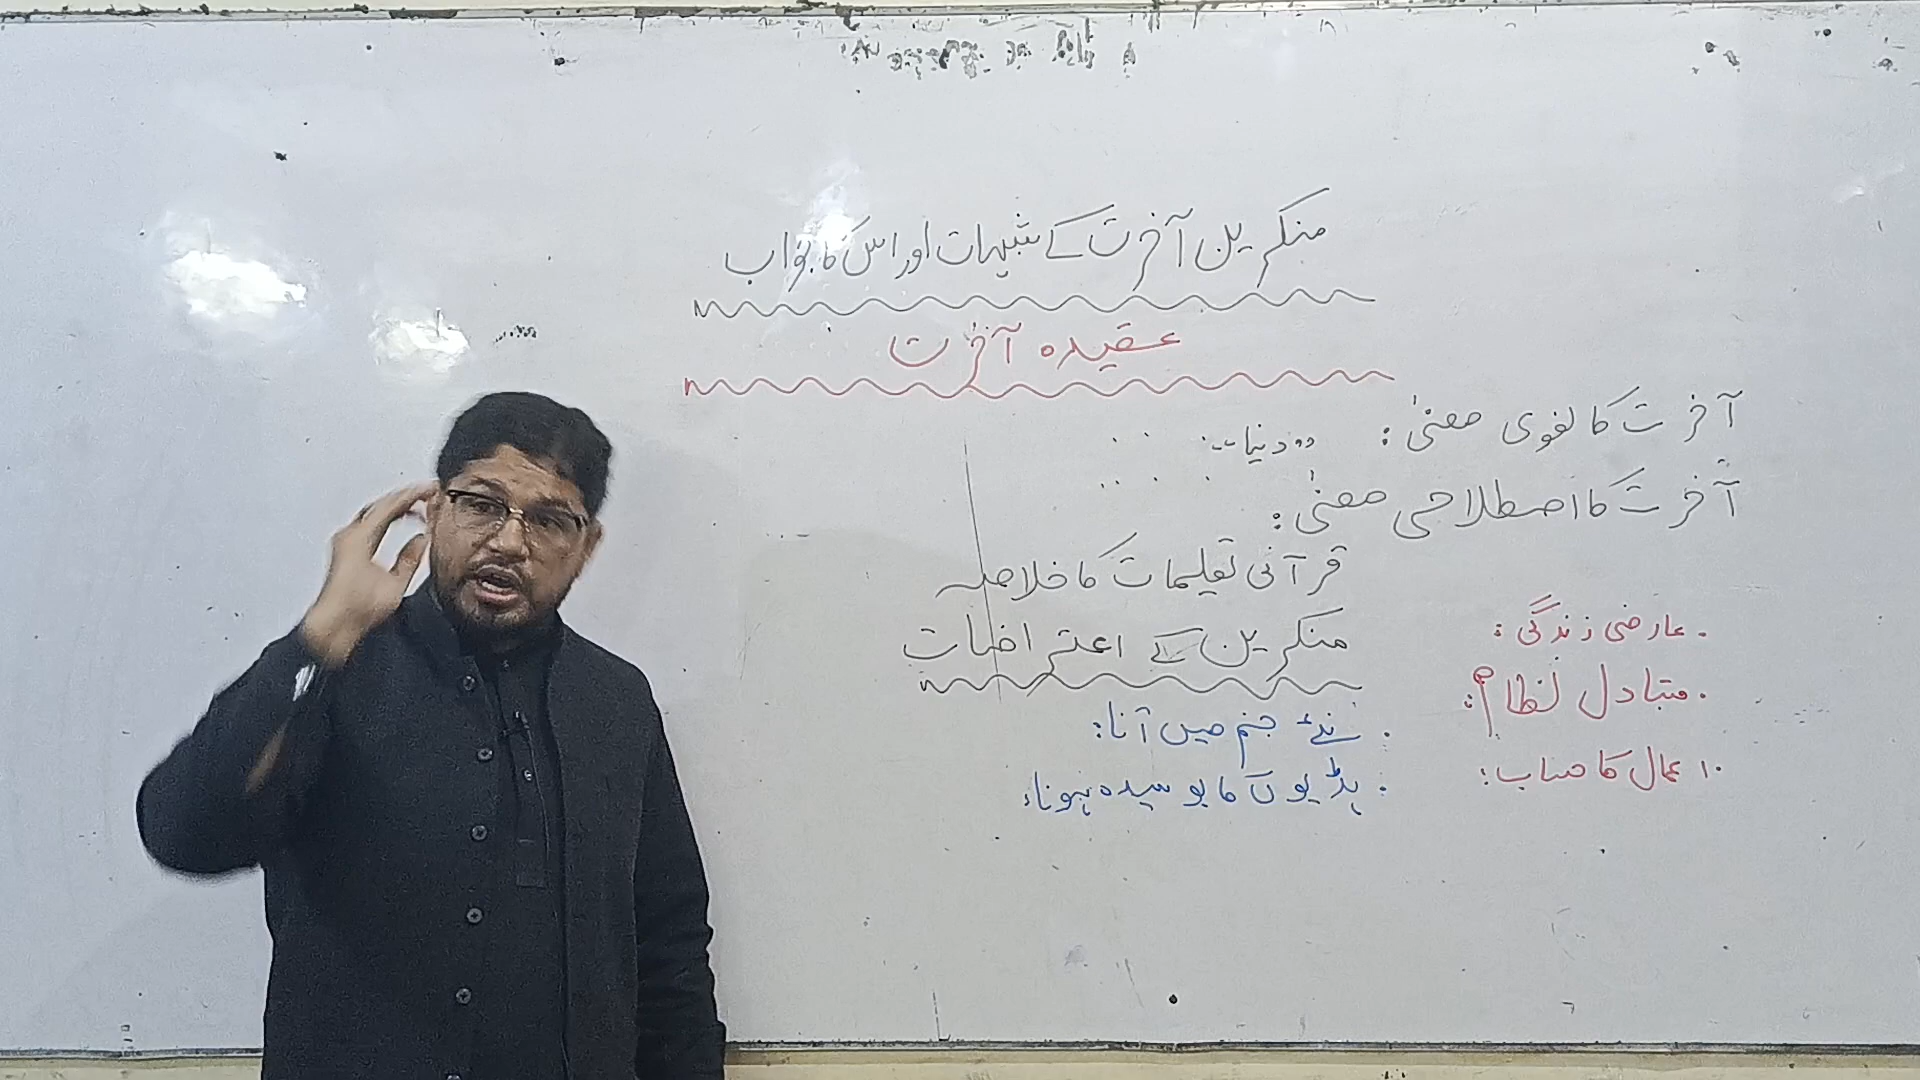 منکرین آخرت کے شبہات اور اس کا جواب
عقیدہ آخرت
آخرت کا لغوی معنیٰ:
دو دنیات
آخرت کا اصطلاحی معنیٰ:
قرآنی تعلیمات کا خلاصہ
منکرین کے اعتراضات
. نئے جنم میں آنا:
. ہڈیوں کا بوسیدہ ہونا:
. عارضی زندگی:
. متبادل نظام:
. اعمال کا حساب: